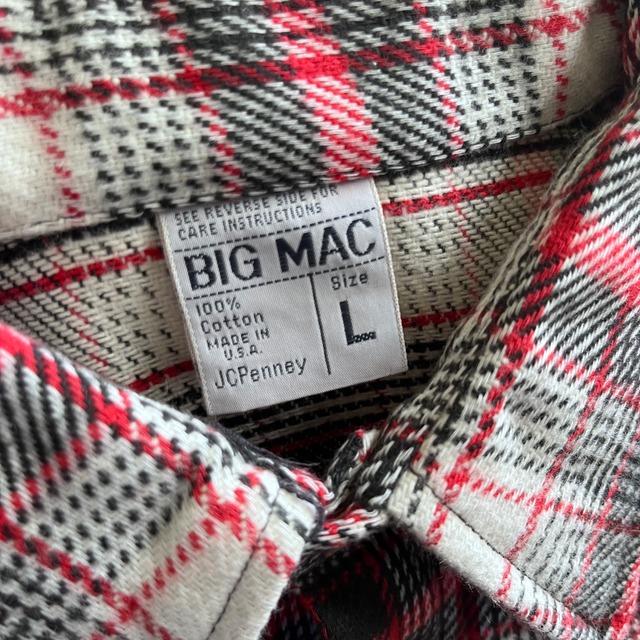 SEE REVERSE SIDE FOR
CARE INSTRUCTIONS
BIG MAC
100%
Cotton
MADE IN
U.S.A.
JCPenney
Size
L